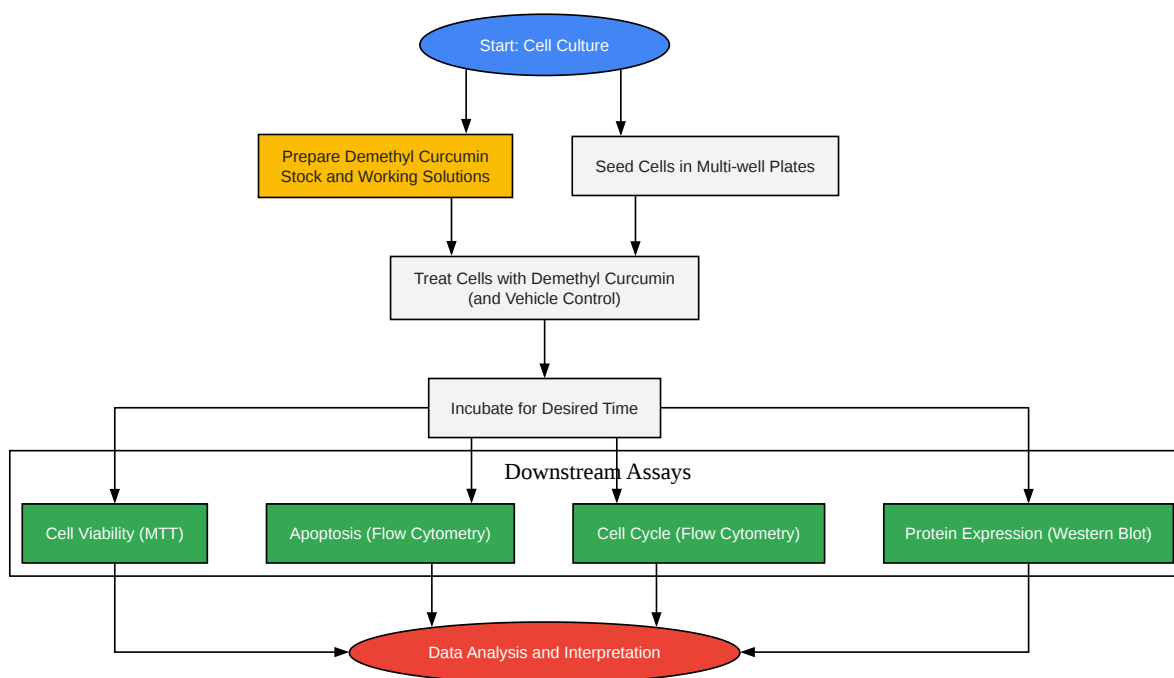 Start: Cell Culture
Prepare Demethyl Curcumin
Stock and Working Solutions
Seed Cells in Multi-well Plates
Treat Cells with Demethyl Curcumin
(and Vehicle Control)
Incubate for Desired Time
Downstream Assays
Cell Viability (MTT)
Apoptosis (Flow Cytometry)
Cell Cycle (Flow Cytometry)
Protein Expression (Western Blot)
Data Analysis and Interpretation